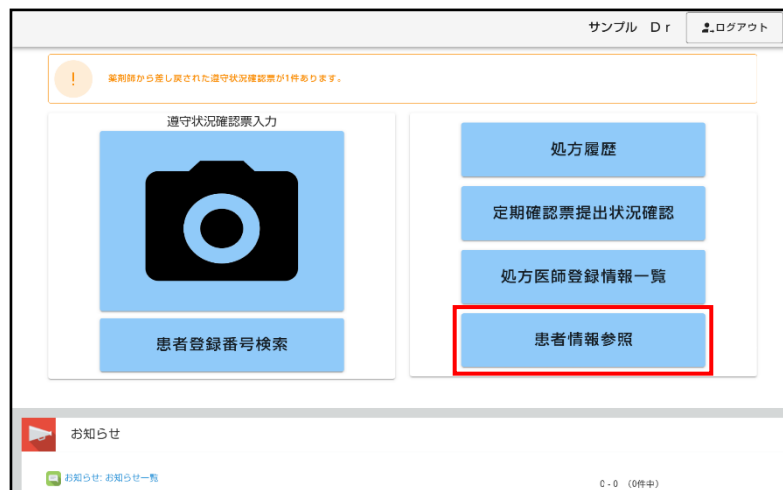 サンプル Ｄｒ
ログアウト
薬剤師から差し戻された遵守状況確認票が1件あります。
遵守状況確認票入力
患者登録番号検索
処方履歴
定期確認票提出状況確認
処方医師登録情報一覧
患者情報参照
お知らせ
お知らせ: お知らせ一覧
0 - 0 （0件中）